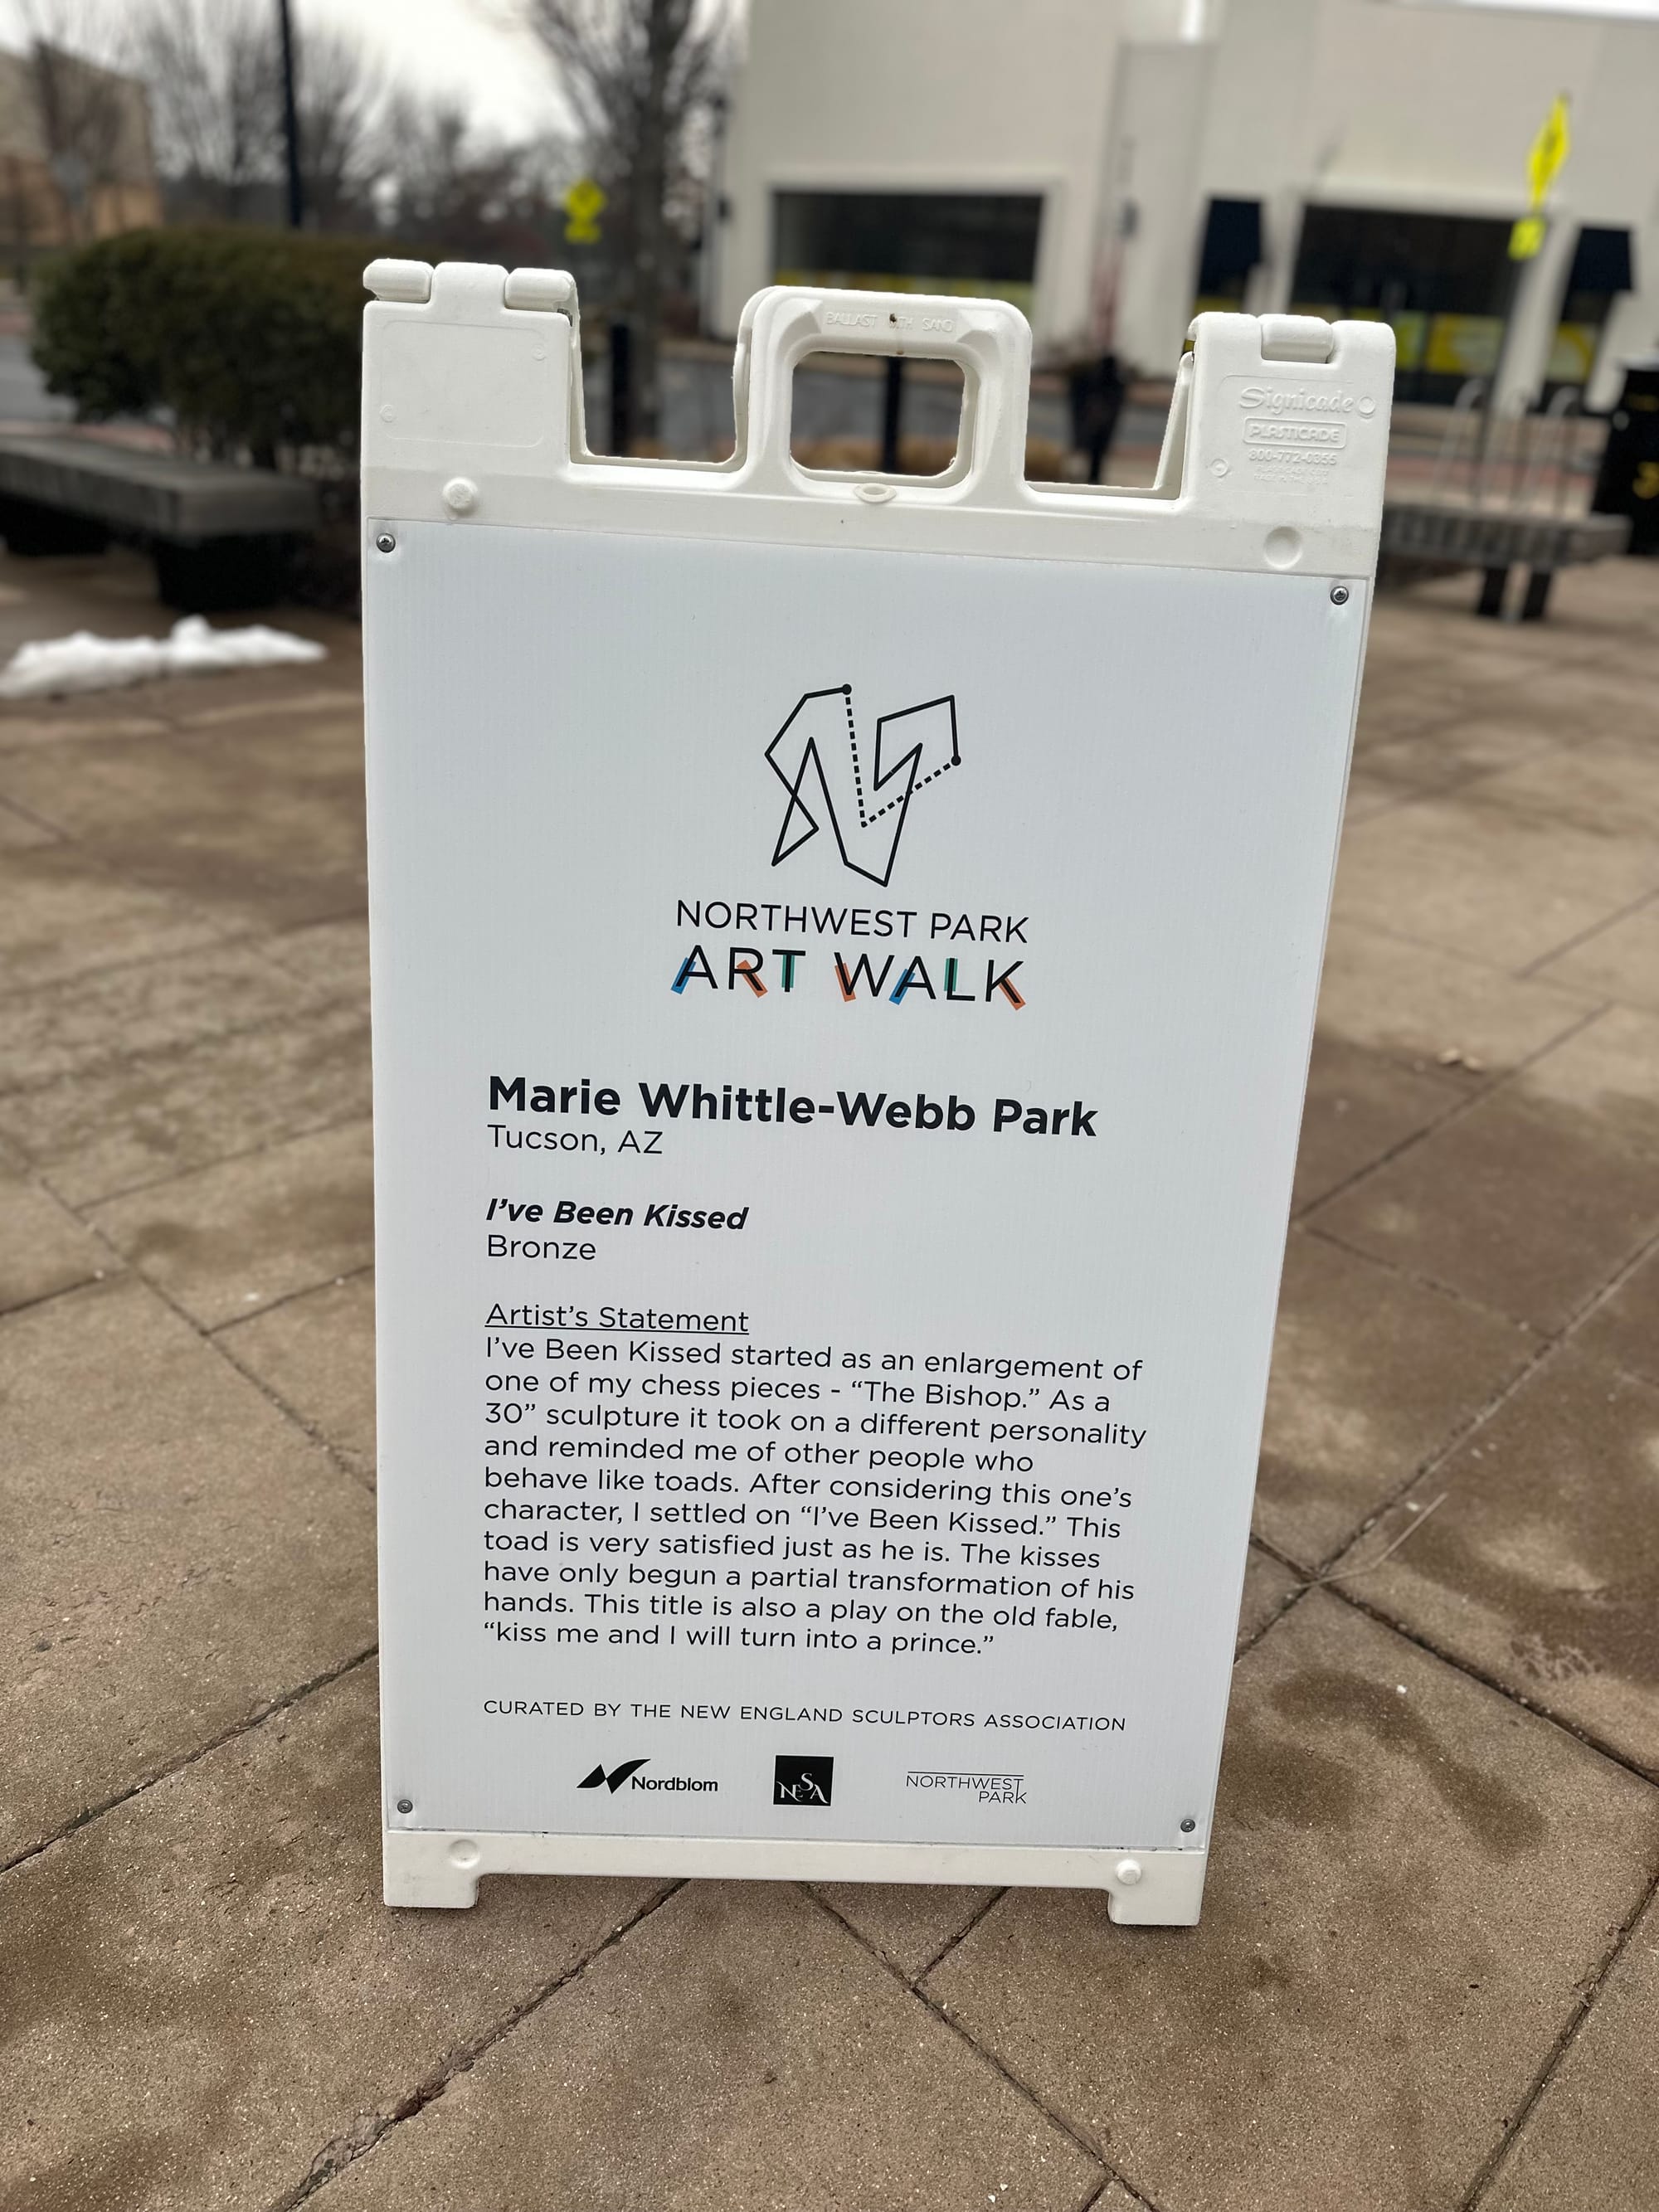 BALLAST WITH SAND
Signicade
PLASTICADE
800-772-0355
NORTHWEST PARK
ART WALK
Marie Whittle-Webb Park
Tucson, AZ
I've Been Kissed
Bronze
Artist's Statement
I've Been Kissed started as an enlargement of
one of my chess pieces - “The Bishop.” As a
30” sculpture it took on a different personality
and reminded me of other people who
behave like toads. After considering this one's
character, I settled on “I've Been Kissed.” This
toad is very satisfied just as he is. The kisses
have only begun a partial transformation of his
hands. This title is also a play on the old fable,
“kiss me and I will turn into a prince.”
CURATED BY THE NEW ENGLAND SCULPTORS ASSOCIATION
Nordblom
NESA
NORTHWEST
PARK